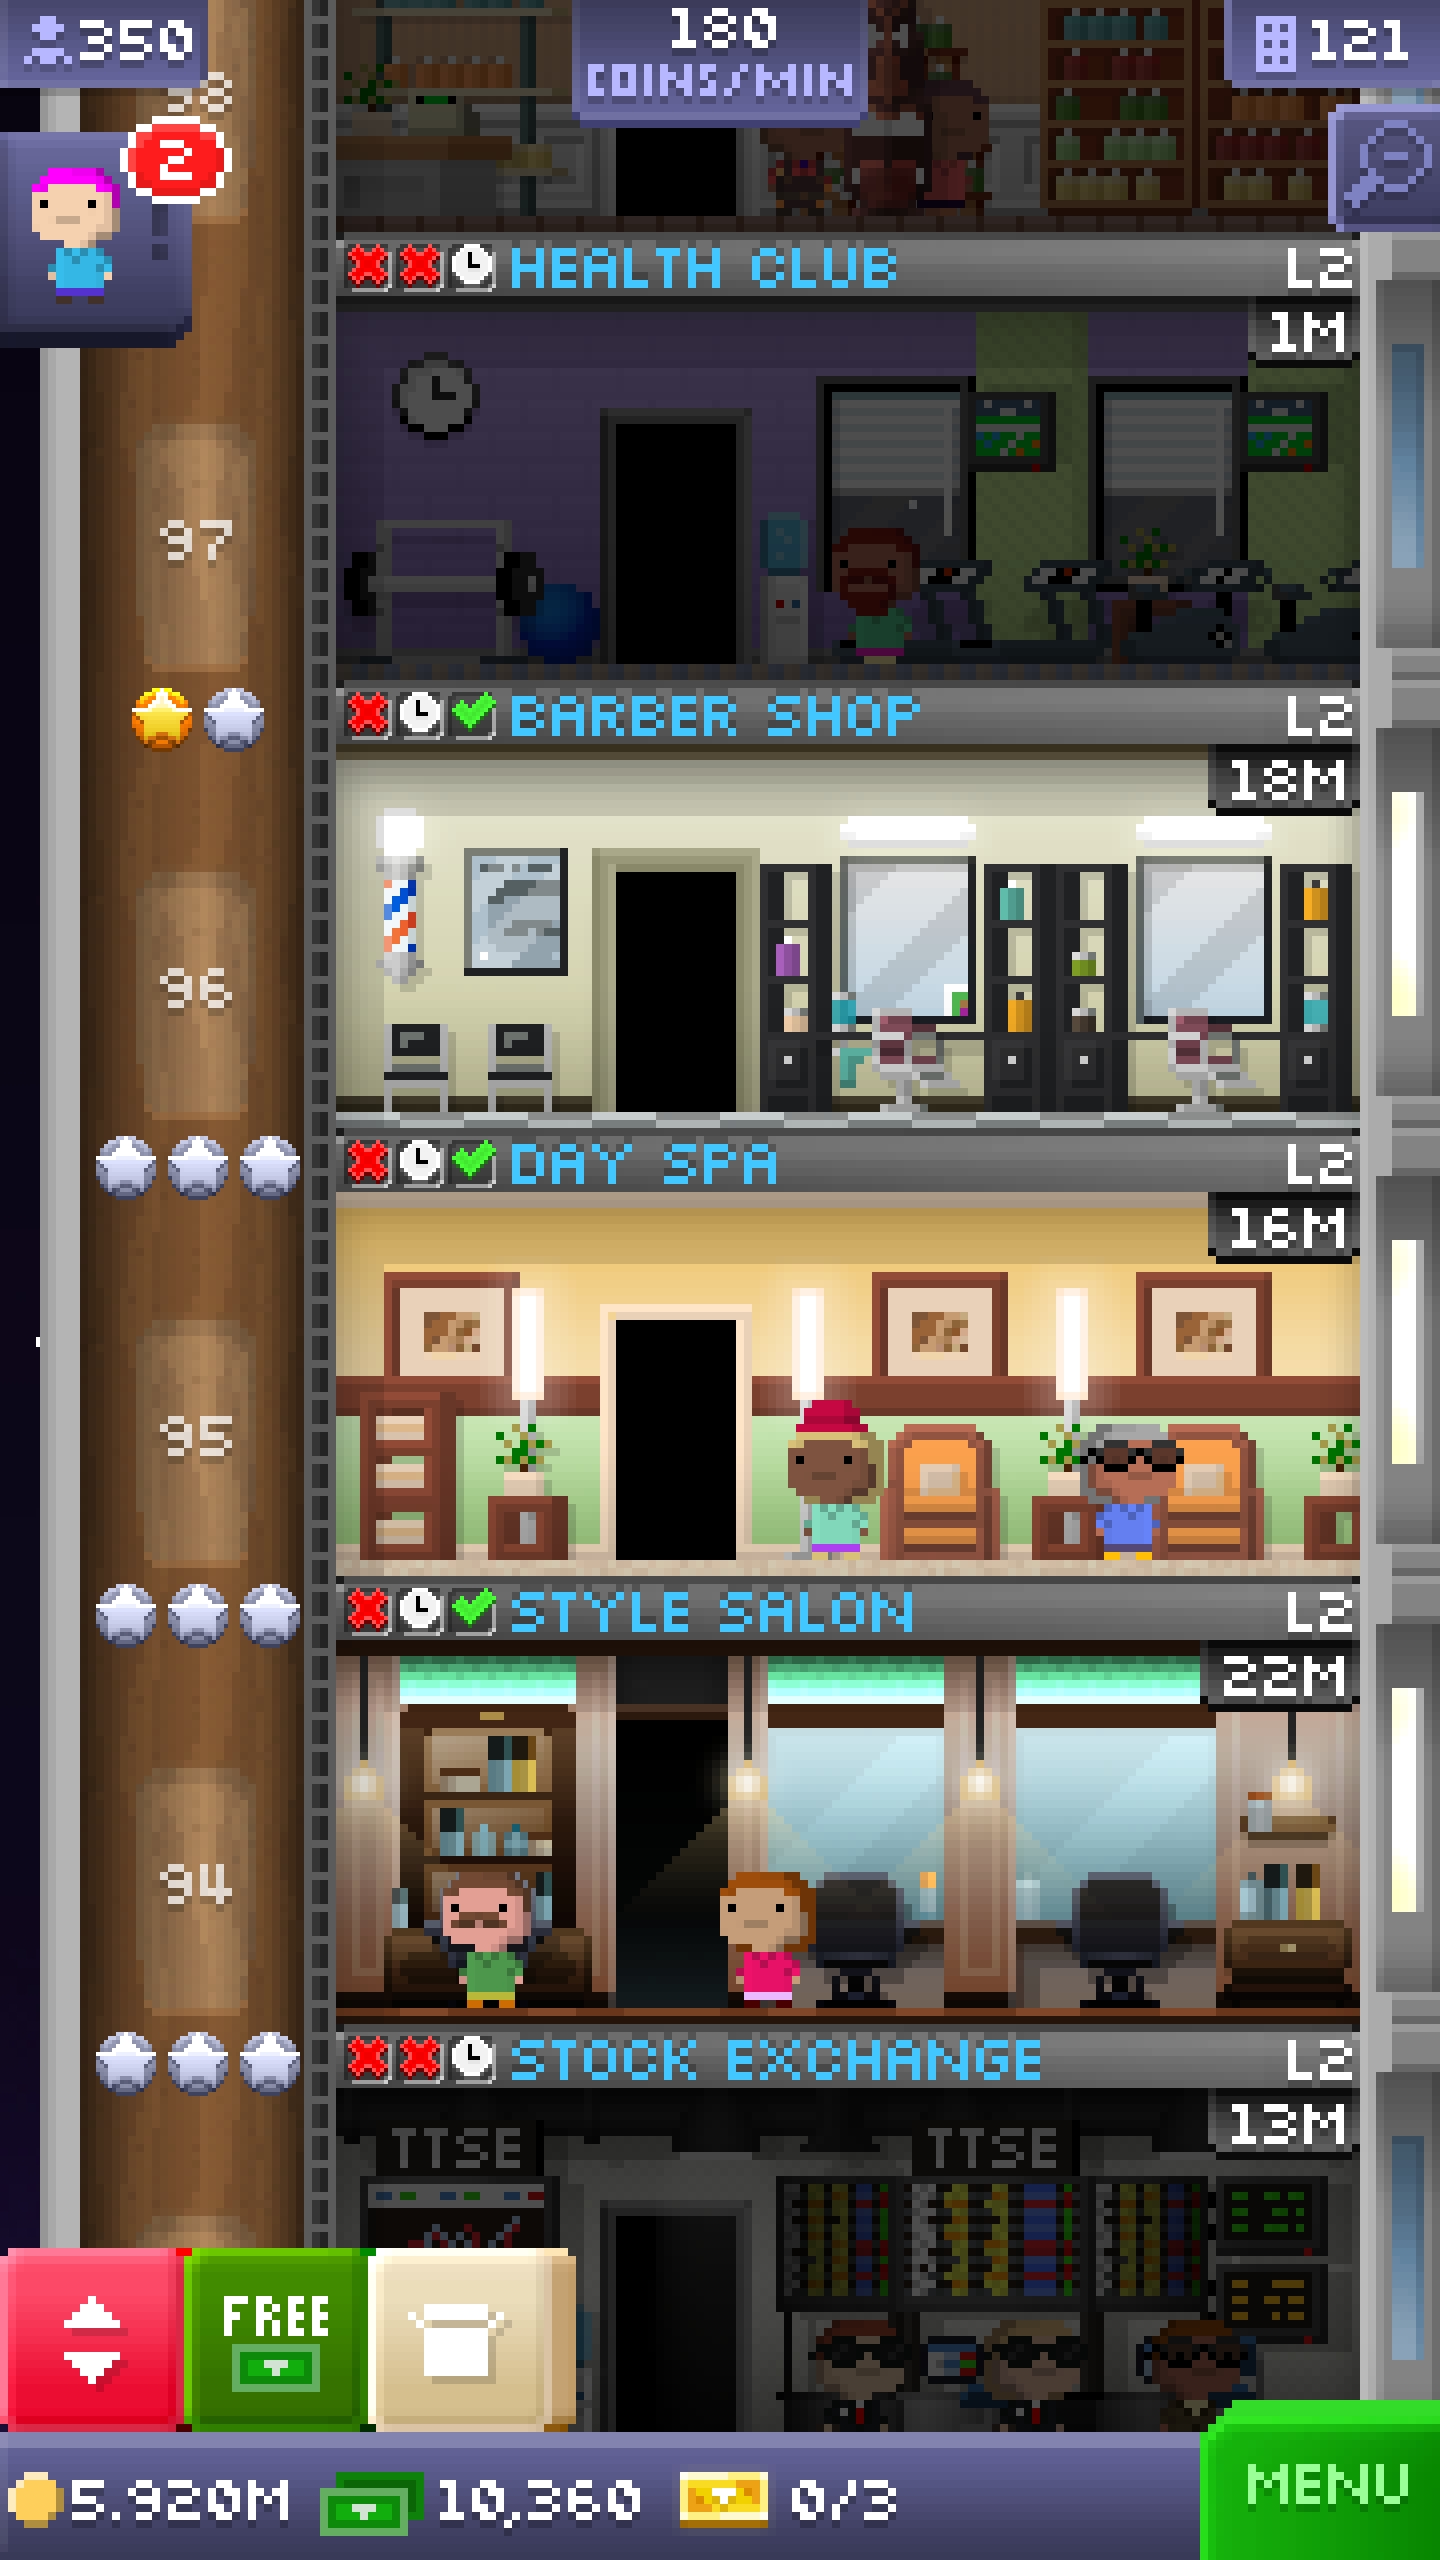 350
180
COINS/MIN
121
98
2
HEALTH CLUB L2
1M
97
BARBER SHOP L2
18M
96
DAY SPA L2
16M
95
STYLE SALON L2
22M
94
STOCK EXCHANGE L2
13M
TTSE TTSE
FREE
5.920M 10,360 0/3
MENU